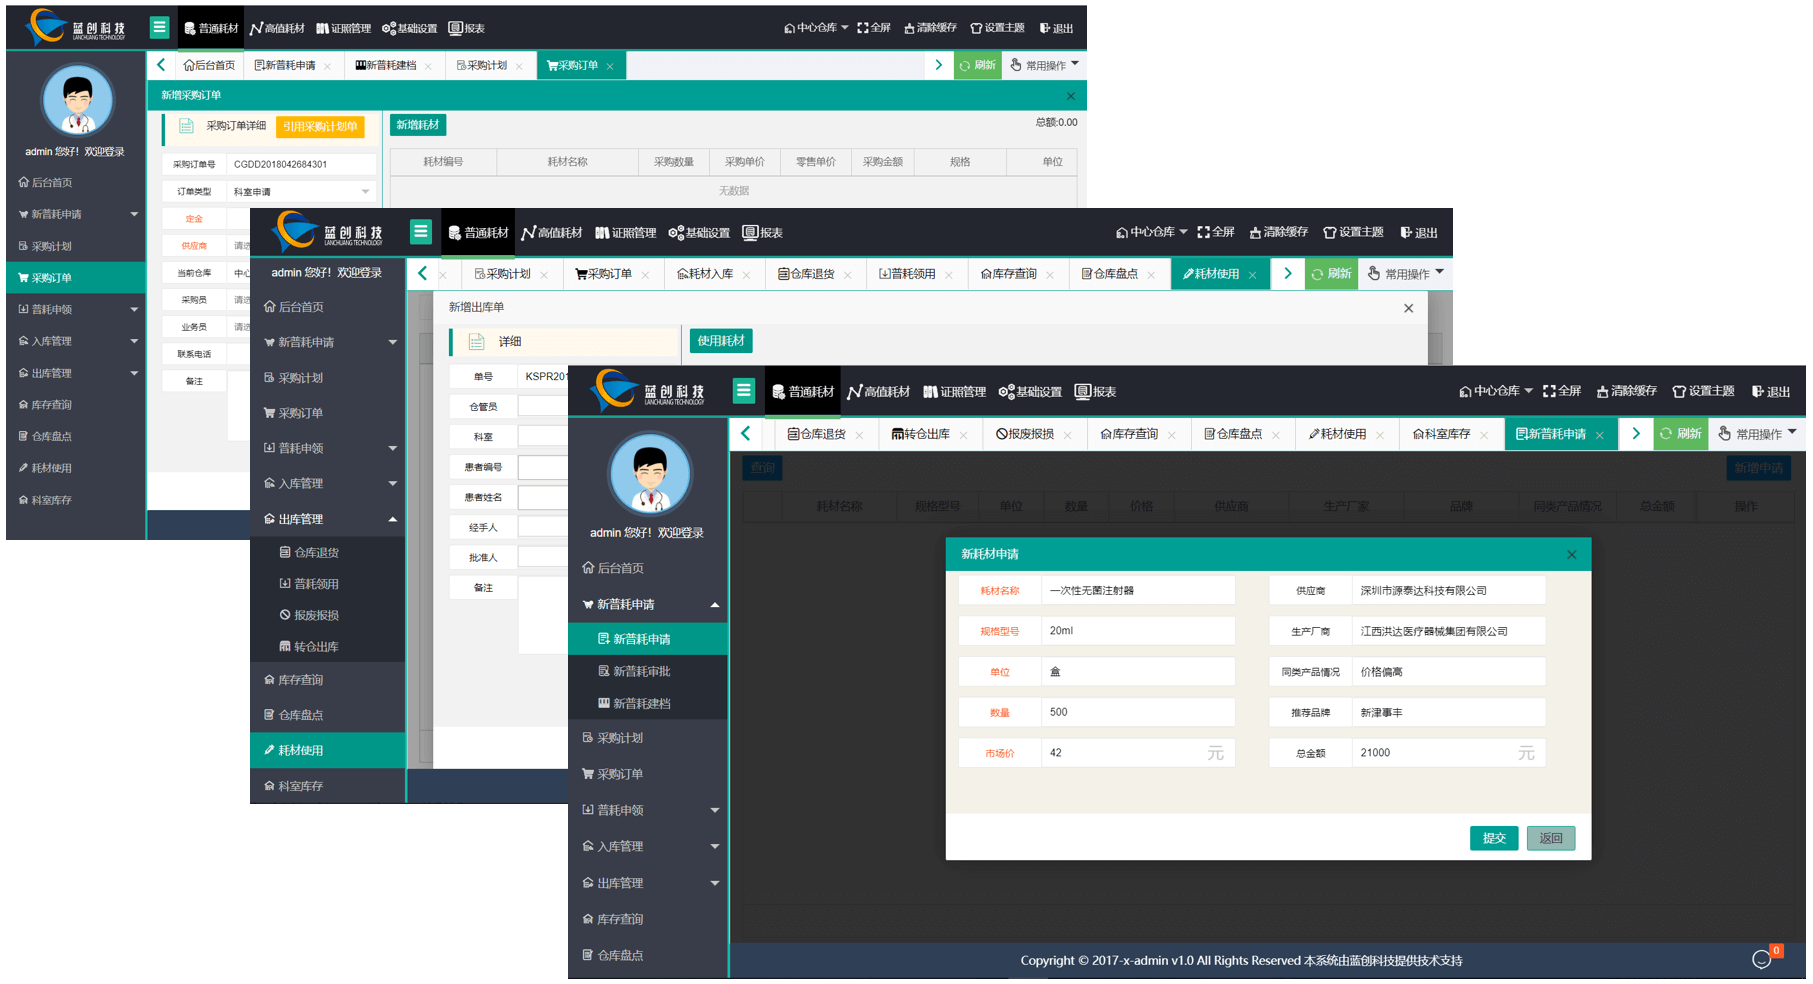 蓝创科技
LANCHUANG TECHNOLOGY
普通耗材 高值耗材 证照管理 基础设置 报表
中心仓库 全屏 清除缓存 设置主题 退出
后台首页 新普耗申请 新普耗建档 采购计划 采购订单
刷新 常用操作
admin 您好！欢迎登录
后台首页
新普耗申请
采购计划
采购订单
普耗申领
入库管理
出库管理
库存查询
仓库盘点
耗材使用
科室库存
新增采购订单
采购订单详细 引用采购计划单
新增耗材
总额:0.00
耗材编号 耗材名称 采购数量 采购单价 零售单价 采购金额 规格 单位
无数据
采购订单号 CGDD2018042684301
订单类型 科室申请
定金
供应商 请选
当前仓库 中心
采购员 请选
业务员 请选
联系电话
备注
蓝创科技
LANCHUANG TECHNOLOGY
普通耗材 高值耗材 证照管理 基础设置 报表
中心仓库 全屏 清除缓存 设置主题 退出
admin 您好！欢迎登录
采购计划 采购订单 耗材入库 仓库退货 普耗领用 库存查询 仓库盘点 耗材使用
刷新 常用操作
后台首页
新普耗申请
采购计划
采购订单
普耗申领
入库管理
出库管理
仓库退货
普耗领用
报废报损
转仓出库
库存查询
仓库盘点
耗材使用
科室库存
新增出库单
详细
使用耗材
单号 KSPR201
仓管员
科室
患者编号
患者姓名
经手人
批准人
备注
蓝创科技
LANCHUANG TECHNOLOGY
普通耗材 高值耗材 证照管理 基础设置 报表
中心仓库 全屏 清除缓存 设置主题 退出
仓库退货 转仓出库 报废报损 库存查询 仓库盘点 耗材使用 科室库存 新普耗申请
刷新 常用操作
admin 您好！欢迎登录
后台首页
新普耗申请
新普耗申请
新普耗审批
新普耗建档
采购计划
采购订单
普耗申领
入库管理
出库管理
库存查询
仓库盘点
查询
新增申请
耗材名称 规格型号 单位 数量 价格 供应商 生产厂家 品牌 同类产品情况 总金额 操作
新耗材申请
耗材名称 一次性无菌注射器 供应商 深圳市源泰达科技有限公司
规格型号 20ml 生产厂商 江西洪达医疗器械集团有限公司
单位 盒 同类产品情况 价格偏高
数量 500 推荐品牌 新津事丰
市场价 42 元 总金额 21000 元
提交 返回
Copyright © 2017-x-admin v1.0 All Rights Reserved 本系统由蓝创科技提供技术支持
0